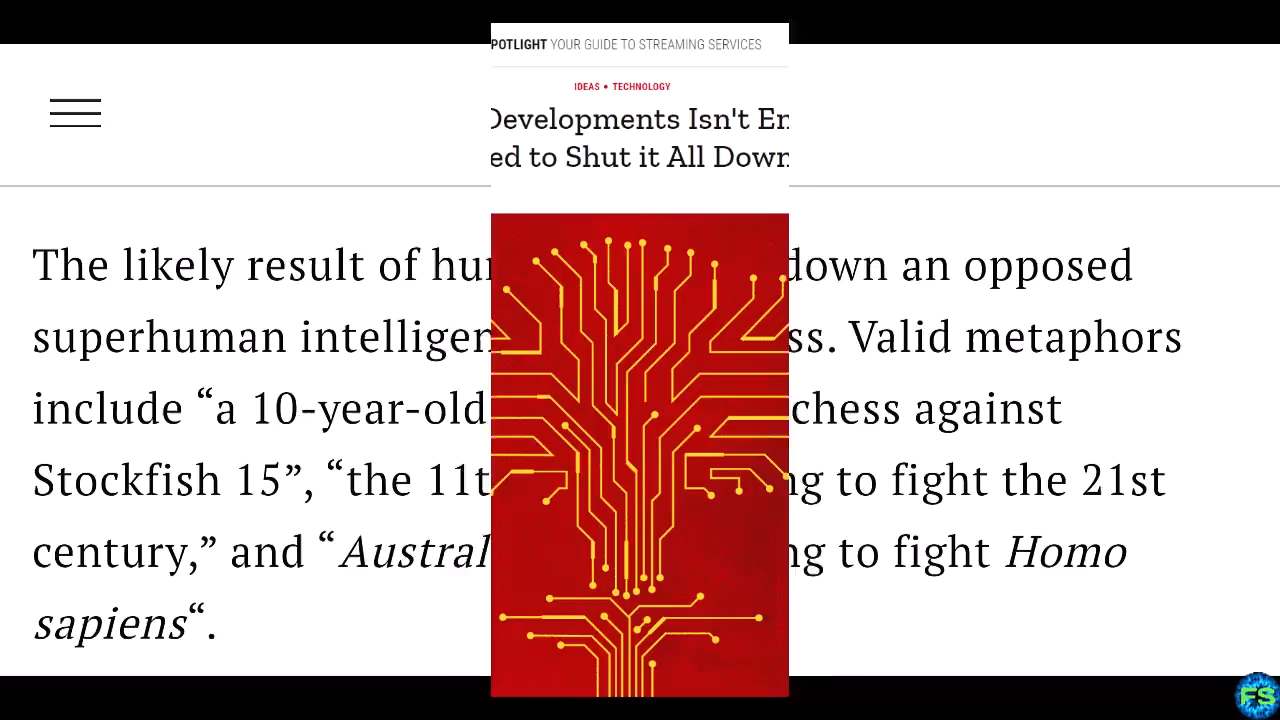 POTLIGHT YOUR GUIDE TO STREAMING SERVICES
IDEAS • TECHNOLOGY
Developments Isn't En
ed to Shut it All Down
The likely result of hu down an opposed
superhuman intelligen ss. Valid metaphors
include “a 10-year-old chess against
Stockfish 15”, “the 11t ng to fight the 21st
century,” and “Austral ng to fight Homo
sapiens“.
FS